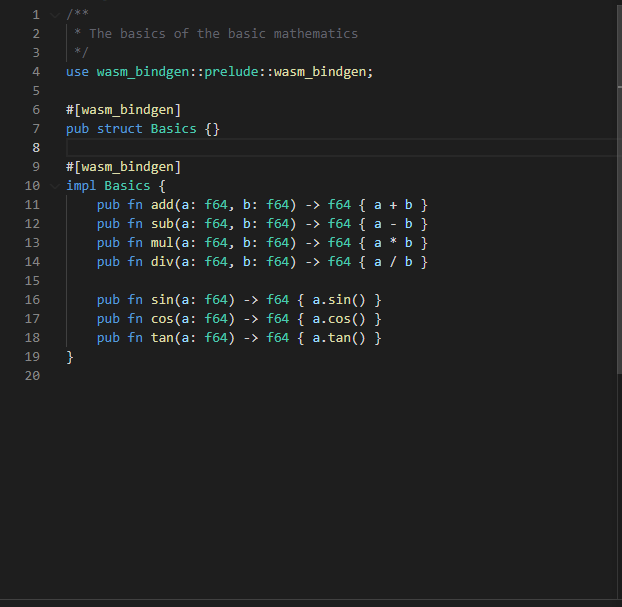 1 /**
2 * The basics of the basic mathematics
3 */
4 use wasm_bindgen::prelude::wasm_bindgen;
5
6 #[wasm_bindgen]
7 pub struct Basics {}
8
9 #[wasm_bindgen]
10 impl Basics {
11 pub fn add(a: f64, b: f64) -> f64 { a + b }
12 pub fn sub(a: f64, b: f64) -> f64 { a - b }
13 pub fn mul(a: f64, b: f64) -> f64 { a * b }
14 pub fn div(a: f64, b: f64) -> f64 { a / b }
15
16 pub fn sin(a: f64) -> f64 { a.sin() }
17 pub fn cos(a: f64) -> f64 { a.cos() }
18 pub fn tan(a: f64) -> f64 { a.tan() }
19 }
20